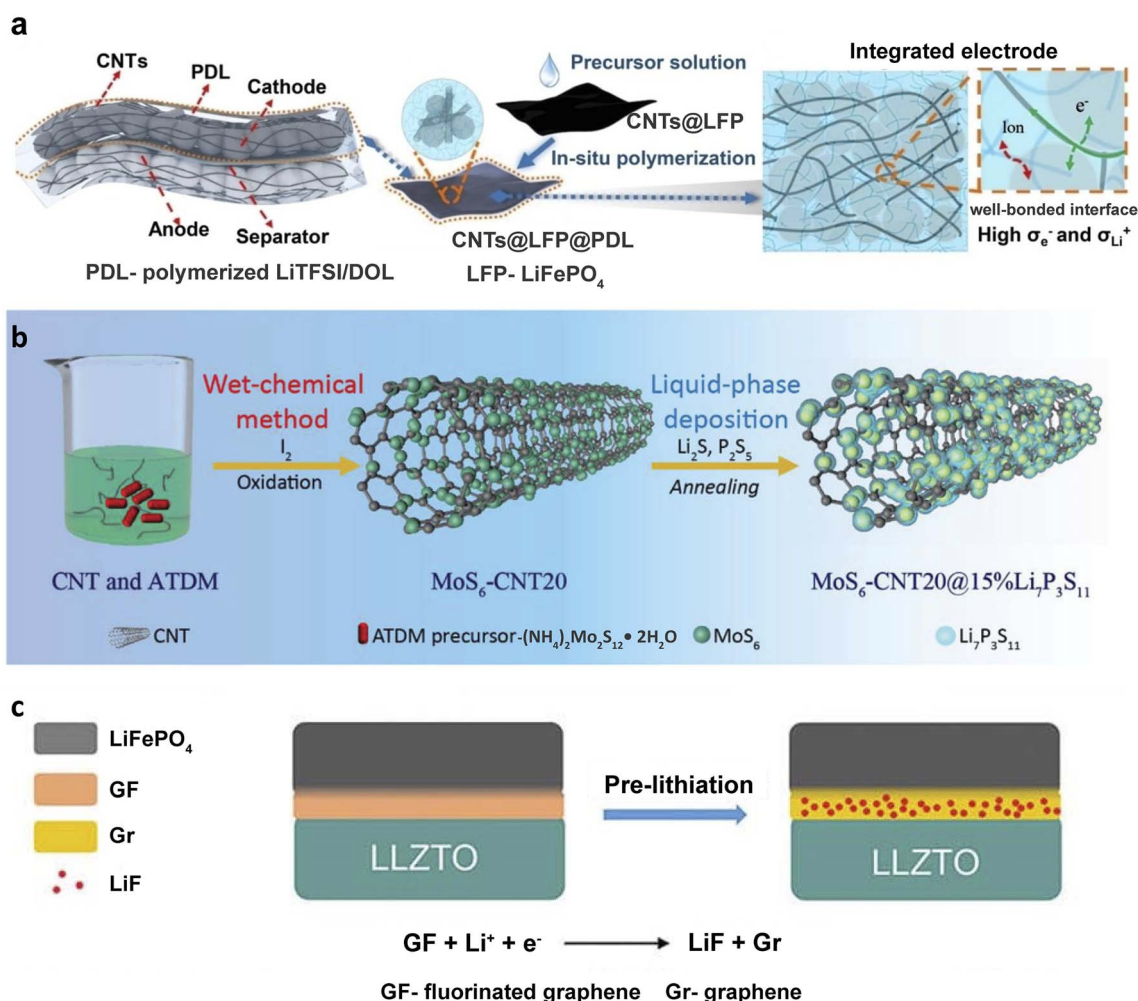 a
CNTs
PDL
Cathode
Anode
Separator
PDL- polymerized LiTFSI/DOL
Precursor solution
CNTs@LFP
In-situ polymerization
CNTs@LFP@PDL
LFP- LiFePO₄
Integrated electrode
e⁻
Ion
well-bonded interface
High σₑ⁻ and σLi⁺
b
Wet-chemical
method
I₂
Oxidation
Liquid-phase
deposition
Li₂S, P₂S₅
Annealing
CNT and ATDM
MoS₆-CNT20
MoS₆-CNT20@15%Li₇P₃S₁₁
CNT
ATDM precursor-(NH₄)₂Mo₂S₁₂• 2H₂O
MoS₆
Li₇P₃S₁₁
c
LiFePO₄
GF
Gr
LiF
LLZTO
Pre-lithiation
LLZTO
GF + Li⁺ + e⁻ ⟶ LiF + Gr
GF- fluorinated graphene Gr- graphene